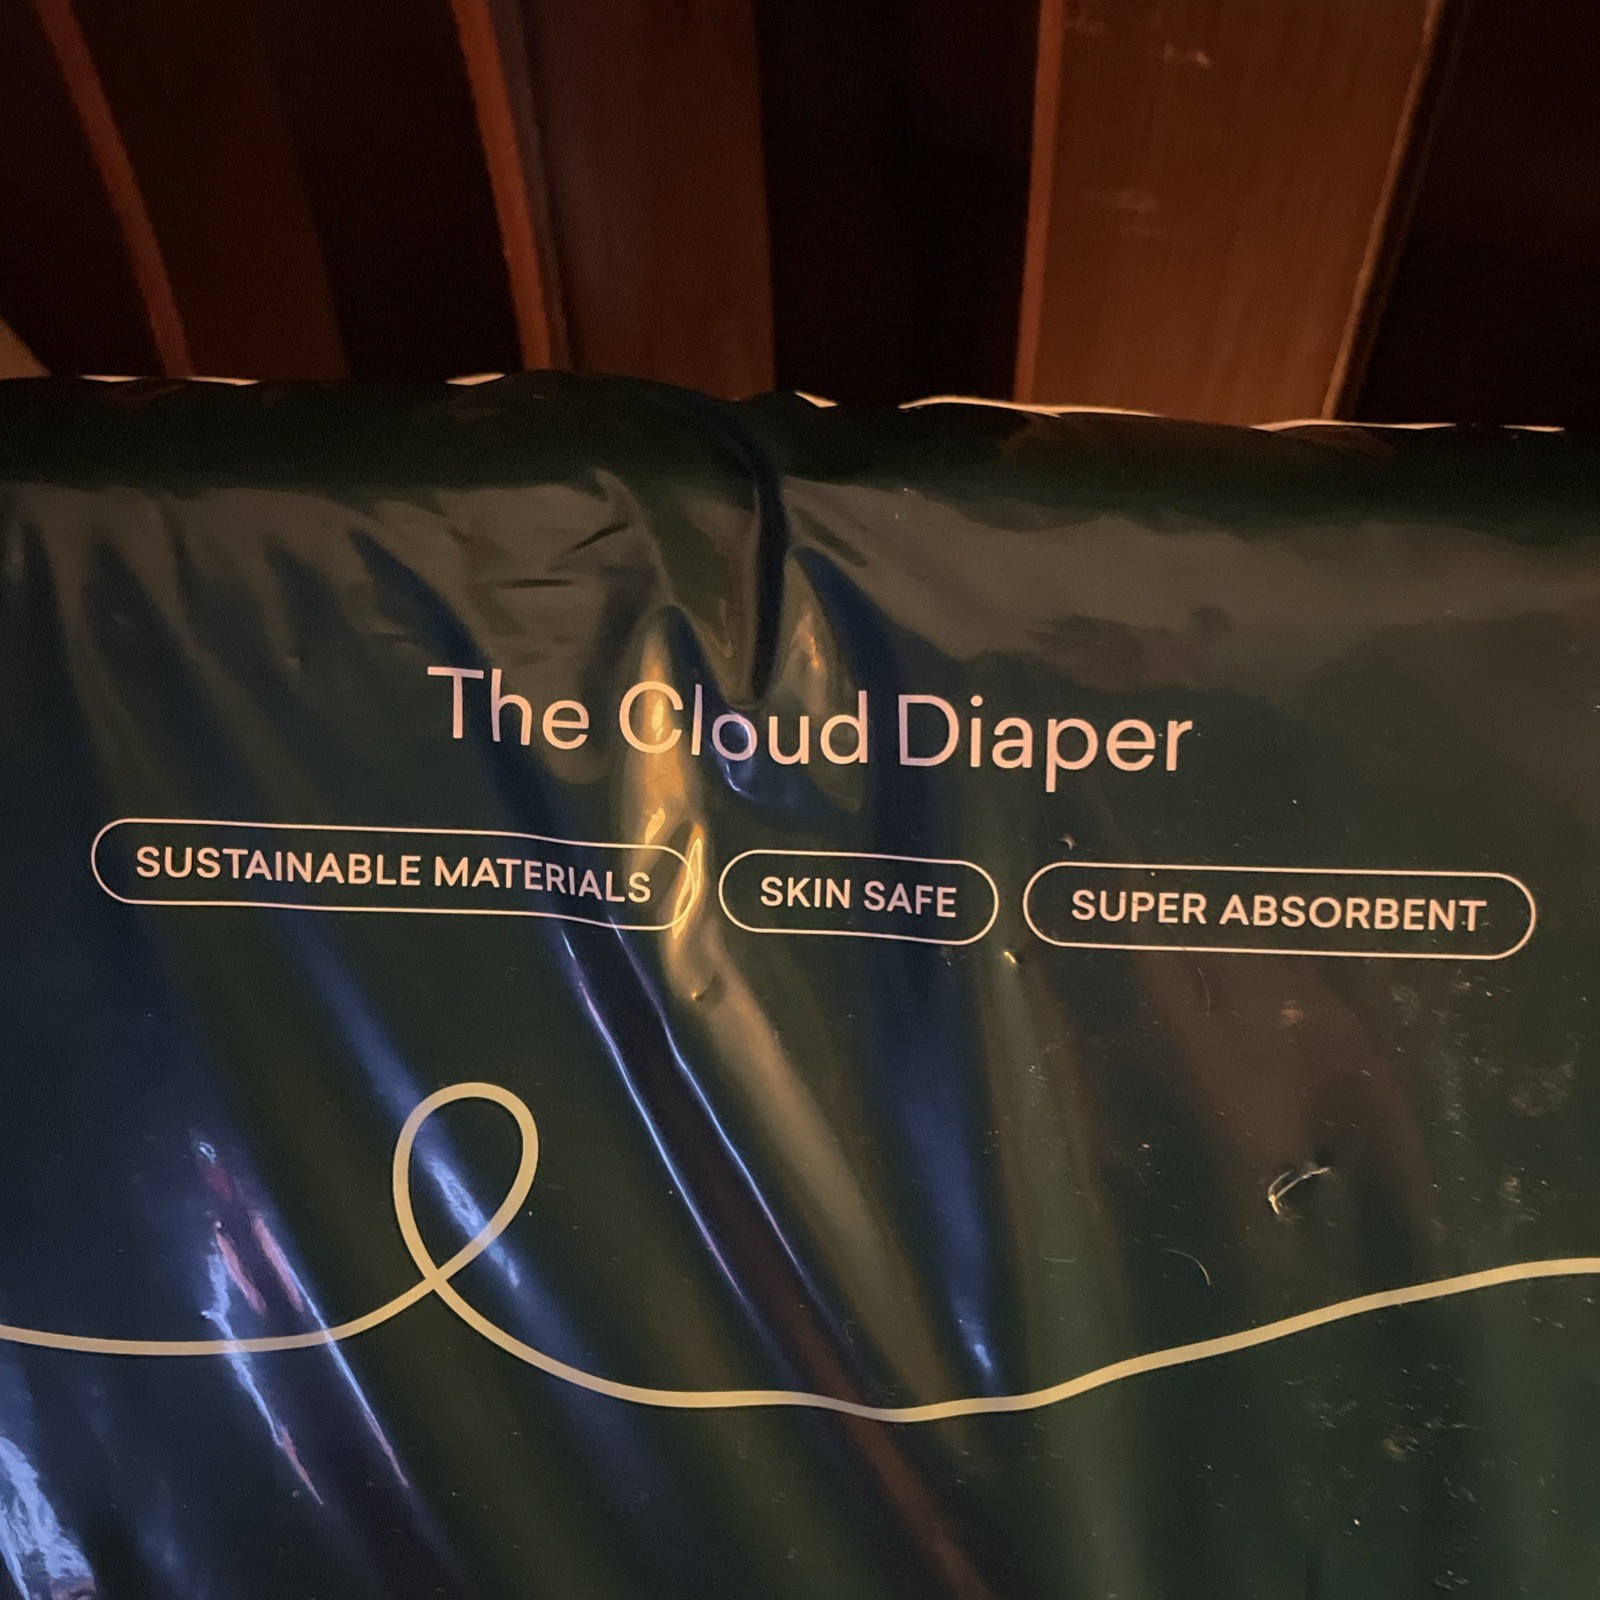 The Cloud Diaper
SUSTAINABLE MATERIALS SKIN SAFE SUPER ABSORBENT